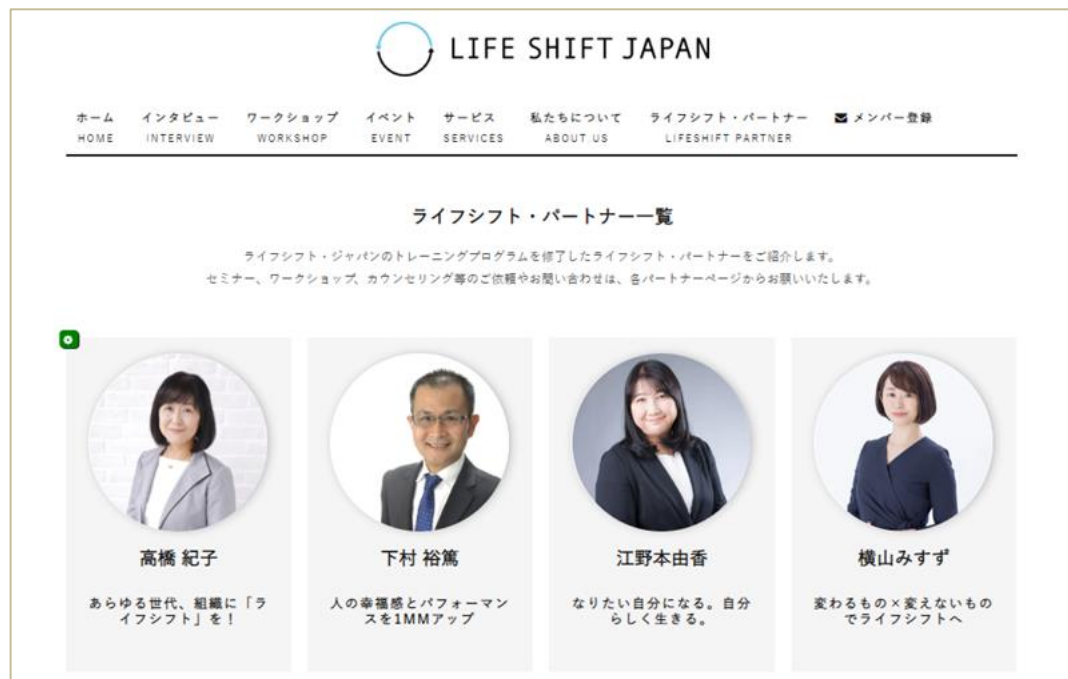 LIFE SHIFT JAPAN
ホーム インタビュー ワークショップ イベント サービス 私たちについて ライフシフト・パートナー メンバー登録
HOME INTERVIEW WORKSHOP EVENT SERVICES ABOUT US LIFESHIFT PARTNER
ライフシフト・パートナー一覧
ライフシフト・ジャパンのトレーニングプログラムを修了したライフシフト・パートナーをご紹介します。
セミナー、ワークショップ、カウンセリング等のご依頼やお問い合わせは、各パートナーページからお願いいたします。
高橋 紀子
あらゆる世代、組織に「ラ
イフシフト」を！
下村 裕篤
人の幸福感とパフォーマン
スを1MMアップ
江野本由香
なりたい自分になる。自分
らしく生きる。
横山みすず
変わるもの×変えないもの
でライフシフトへ